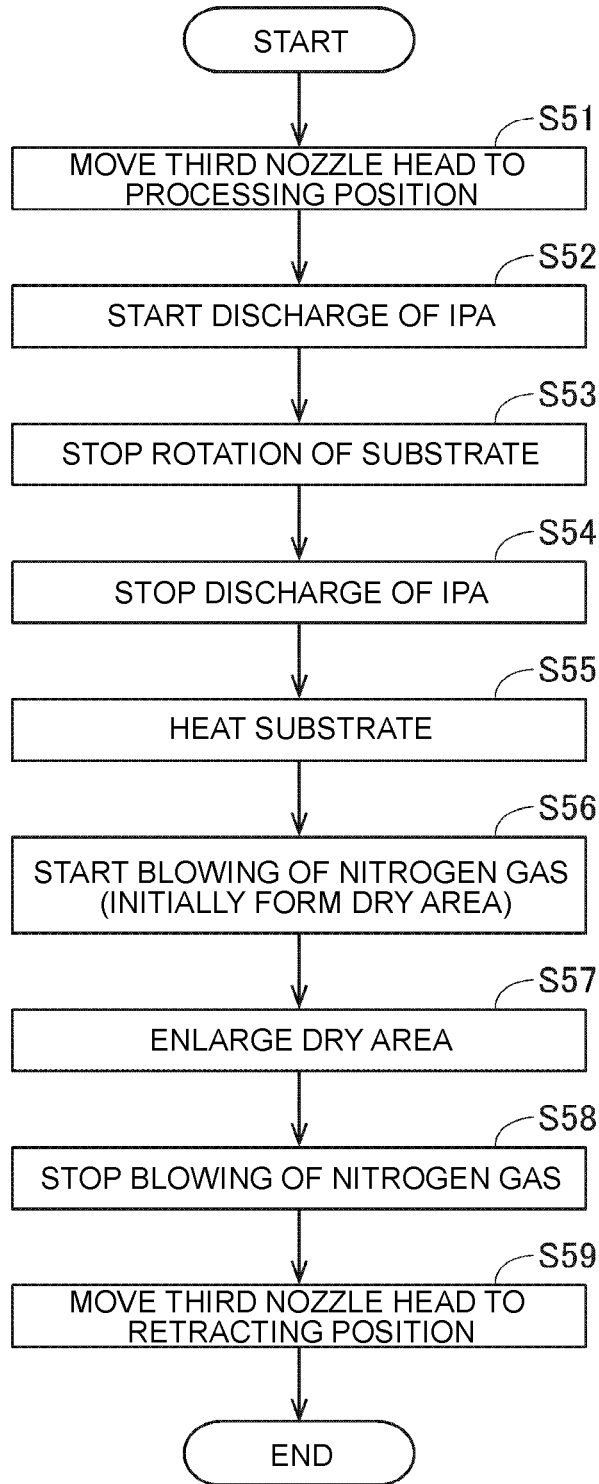 START
S51
MOVE THIRD NOZZLE HEAD TO
PROCESSING POSITION
S52
START DISCHARGE OF IPA
S53
STOP ROTATION OF SUBSTRATE
S54
STOP DISCHARGE OF IPA
S55
HEAT SUBSTRATE
S56
START BLOWING OF NITROGEN GAS
(INITIALLY FORM DRY AREA)
S57
ENLARGE DRY AREA
S58
STOP BLOWING OF NITROGEN GAS
S59
MOVE THIRD NOZZLE HEAD TO
RETRACTING POSITION
END